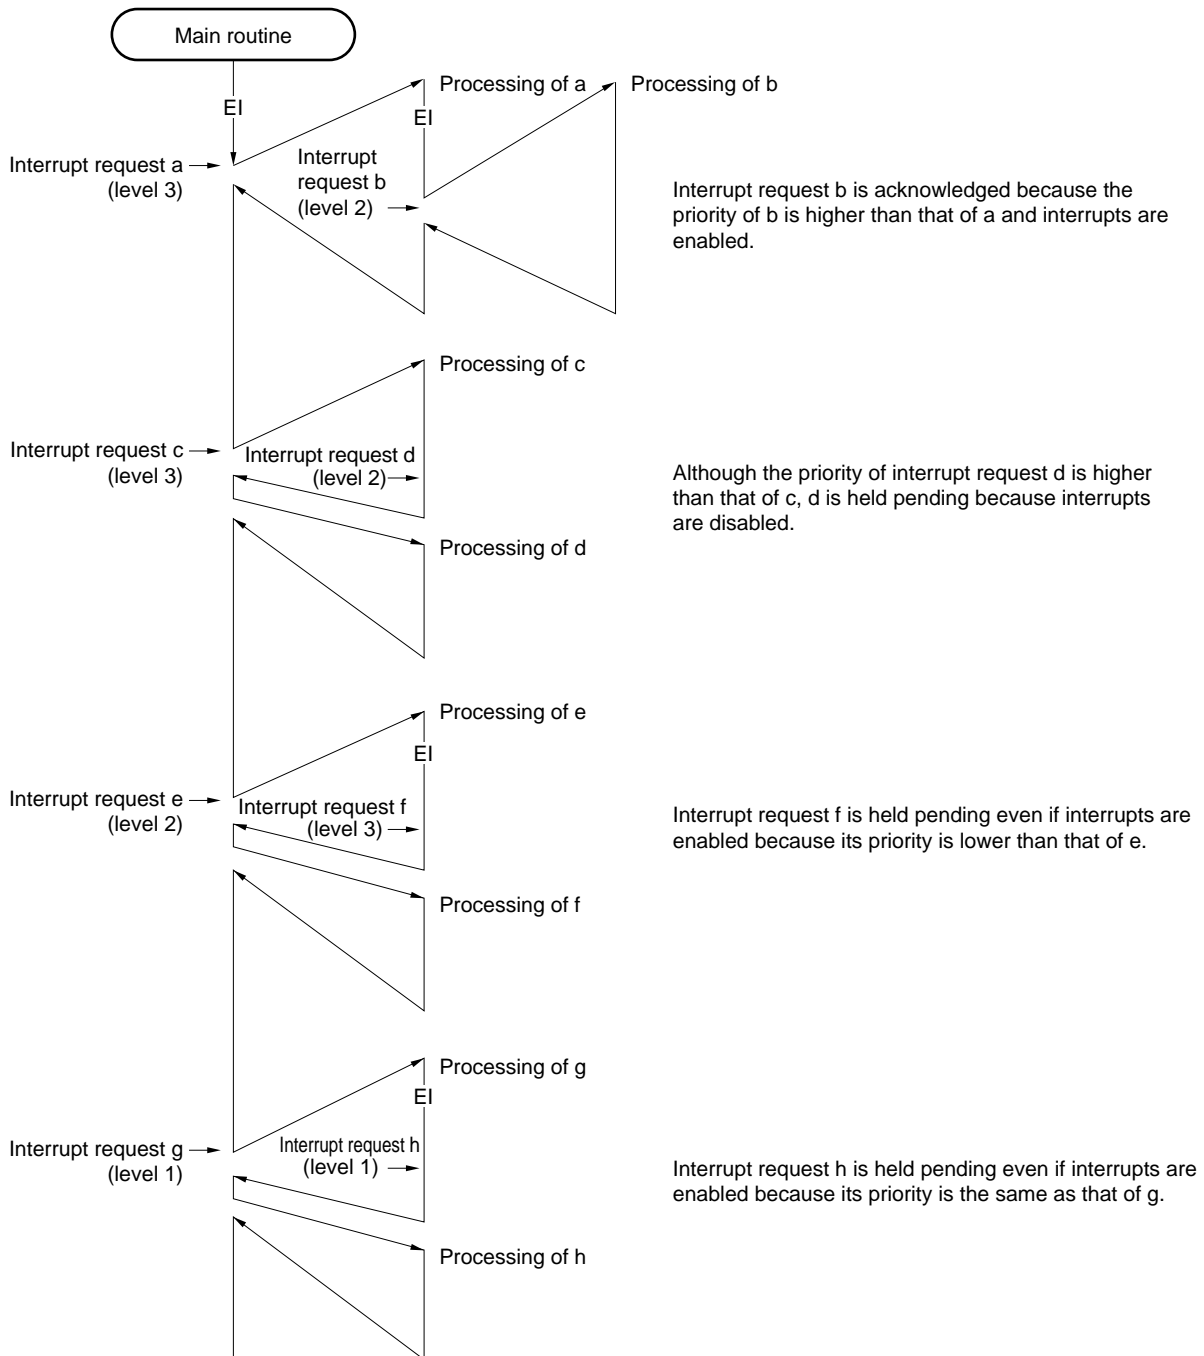 Main routine
EI
Processing of a
Processing of b
EI
Interrupt request a
(level 3)
Interrupt
request b
(level 2)
Interrupt request b is acknowledged because the
priority of b is higher than that of a and interrupts are
enabled.
Processing of c
Interrupt request c
(level 3)
Interrupt request d
(level 2)
Although the priority of interrupt request d is higher
than that of c, d is held pending because interrupts
are disabled.
Processing of d
Processing of e
EI
Interrupt request e
(level 2)
Interrupt request f
(level 3)
Interrupt request f is held pending even if interrupts are
enabled because its priority is lower than that of e.
Processing of f
Processing of g
EI
Interrupt request g
(level 1)
Interrupt request h
(level 1)
Interrupt request h is held pending even if interrupts are
enabled because its priority is the same as that of g.
Processing of h